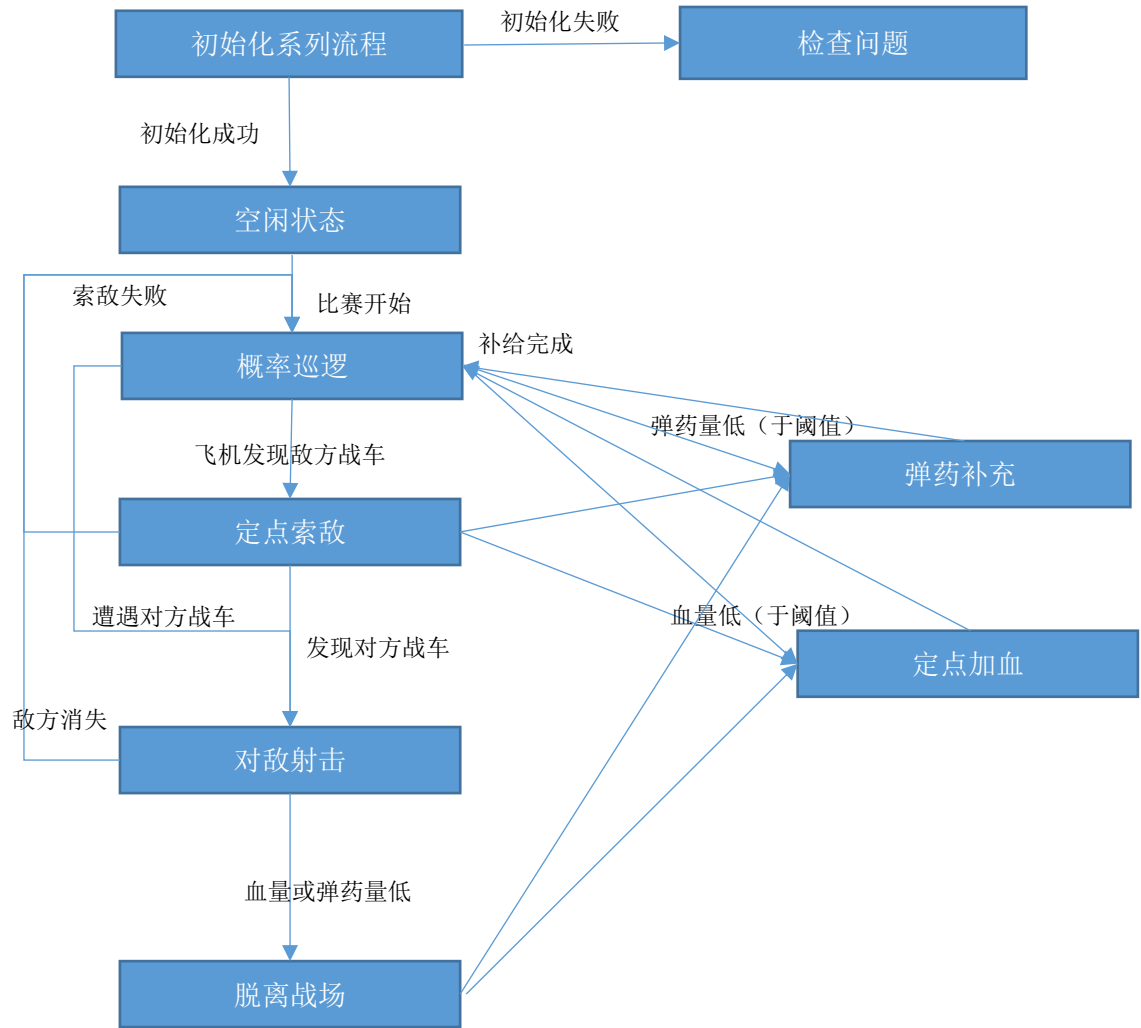 初始化系列流程
初始化失败
检查问题
初始化成功
空闲状态
索敌失败
比赛开始
概率巡逻
补给完成
弹药量低（于阈值）
飞机发现敌方战车
弹药补充
定点索敌
遭遇对方战车
血量低（于阈值）
发现对方战车
定点加血
敌方消失
对敌射击
血量或弹药量低
脱离战场